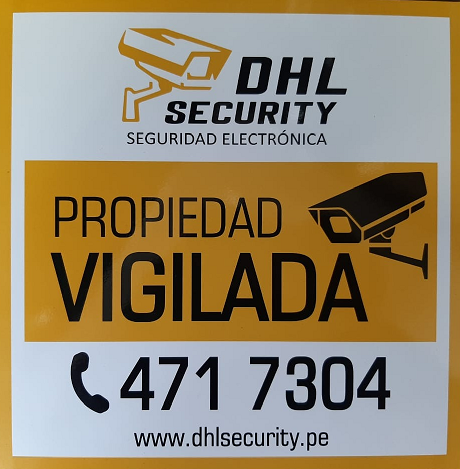 DHL
SECURITY
SEGURIDAD ELECTRÓNICA
PROPIEDAD
VIGILADA
471 7304
www.dhlsecurity.pe